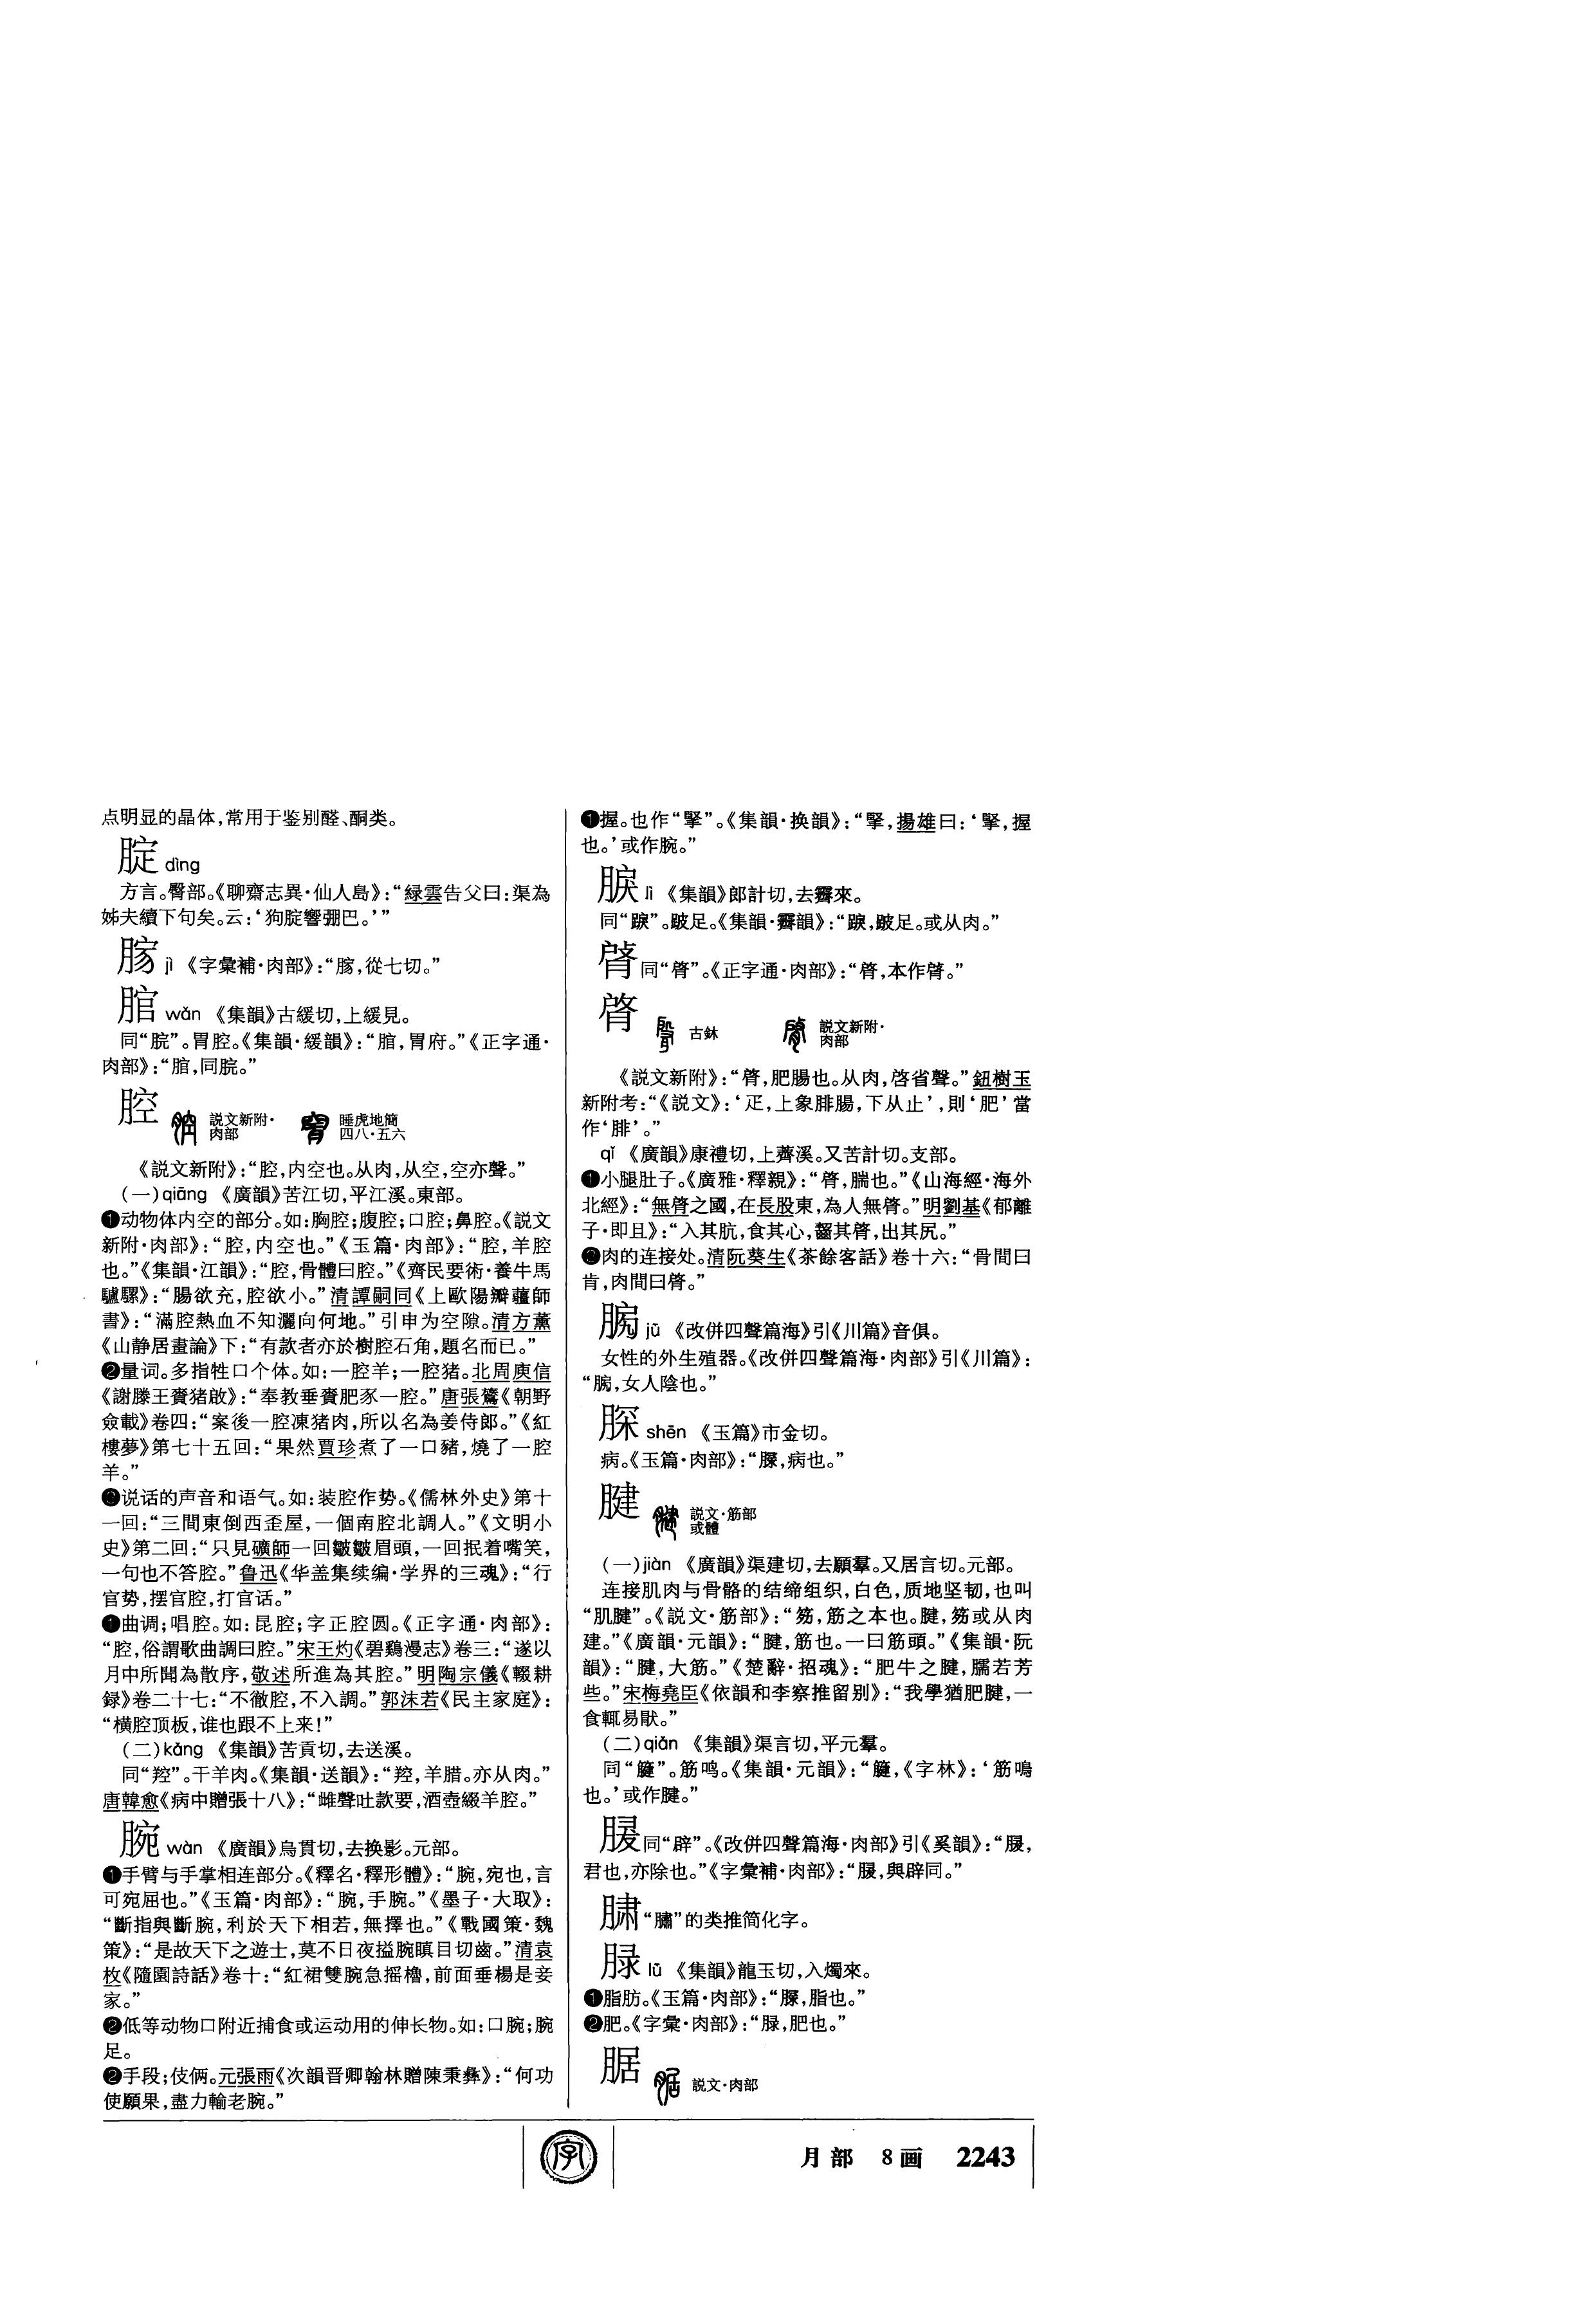 点明显的晶体,常用于鉴别醛、酮类。
腚 dìng
方言。臀部。《聊齋志異·仙人島》:“緑雲告父曰:渠為
姊夫續下句矣。云:‘狗腚響弸巴。’”
jì 《字彙補·肉部》:“,從七切。”
腤 wǎn 《集韻》古緩切,上緩見。
同“脘”。胃腔。《集韻·緩韻》:“,胃府。”《正字通·
肉部》:“,同脘。”
腔 説文新附· 睡虎地簡
肉部 四八·五六
《説文新附》:“腔,内空也。从肉,从空,空亦聲。”
(一)qiāng 《廣韻》苦江切,平江溪。東部。
❶动物体内空的部分。如:胸腔;腹腔;口腔;鼻腔。《説文
新附·肉部》:“腔,内空也。”《玉篇·肉部》:“腔,羊腔
也。”《集韻·江韻》:“腔,骨體曰腔。”《齊民要術·養牛馬
驢騾》:“腸欲充,腔欲小。”清譚嗣同《上歐陽瓣薑師
書》:“滿腔熱血不知灑向何地。”引申为空隙。清方薰
《山静居畫論》下:“有款者亦於樹腔石角,題名而已。”
❷量词。多指牲口个体。如:一腔羊;一腔猪。北周庾信
《謝滕王賚猪啟》:“奉教垂賚肥豕一腔。”唐張鷟《朝野
僉載》卷四:“案後一腔凍猪肉,所以名為姜侍郎。”《紅
樓夢》第七十五回:“果然賈珍煮了一口豬,燒了一腔
羊。”
❸说话的声音和语气。如:装腔作势。《儒林外史》第十
一回:“三間東倒西歪屋,一個南腔北調人。”《文明小
史》第二回:“只見礦師一回皺皺眉頭,一回抿着嘴笑,
一句也不答腔。”鲁迅《华盖集续编·学界的三魂》:“行
官势,摆官腔,打官话。”
❶曲调;唱腔。如:昆腔;字正腔圆。《正字通·肉部》:
“腔,俗謂歌曲調曰腔。”宋王灼《碧鷄漫志》卷三:“遂以
月中所聞為散序,敬述所進為其腔。”明陶宗儀《輟耕
録》卷二十七:“不徹腔,不入調。”郭沫若《民主家庭》:
“横腔顶板,谁也跟不上来!”
(二)kǎng 《集韻》苦貢切,去送溪。
同“羫”。干羊肉。《集韻·送韻》:“羫,羊腊。亦从肉。”
唐韓愈《病中贈張十八》:“雌聲吐款要,酒壺綴羊腔。”
腕 wàn 《廣韻》烏貫切,去换影。元部。
❶手臂与手掌相连部分。《釋名·釋形體》:“腕,宛也,言
可宛屈也。”《玉篇·肉部》:“腕,手腕。”《墨子·大取》:
“斷指與斷腕,利於天下相若,無擇也。”《戰國策·魏
策》:“是故天下之遊士,莫不日夜搤腕瞋目切齒。”清袁
枚《隨園詩話》卷十:“紅裙雙腕急摇櫓,前面垂楊是妾
家。”
❷低等动物口附近捕食或运动用的伸长物。如:口腕;腕
足。
❷手段;伎俩。元張雨《次韻晋卿翰林贈陳秉彝》:“何功
使願果,盡力輸老腕。”
❶握。也作“掔”。《集韻·换韻》:“掔,揚雄曰:‘掔,握
也。’或作腕。”
脼 lì 《集韻》郎計切,去霽來。
同“䟐”。跛足。《集韻·霽韻》:“,跛足。或从肉。”
同“腎”。《正字通·肉部》:“,本作。”
䏿 古鉥 説文新附·
肉部
《説文新附》:“,肥腸也。从肉,啓省聲。”鈕樹玉
新附考:“《説文》:‘疋,上象腓腸,下从止’,則‘肥’當
作‘腓’。”
qǐ 《廣韻》康禮切,上薺溪。又苦計切。支部。
❶小腿肚子。《廣雅·釋親》:“,腨也。”《山海經·海外
北經》:“無之國,在長股東,為人無。”明劉基《郁離
子·即且》:“入其肮,食其心,齧其,出其尻。”
❷肉的连接处。清阮葵生《茶餘客話》卷十六:“骨間曰
肯,肉間曰。”
jū 《改併四聲篇海》引《川篇》音俱。
女性的外生殖器。《改併四聲篇海·肉部》引《川篇》:
“,女人陰也。”
shēn 《玉篇》市金切。
病。《玉篇·肉部》:“,病也。”
腱 説文·筋部
或體
(一)jiàn 《廣韻》渠建切,去願羣。又居言切。元部。
连接肌肉与骨骼的结缔组织,白色,质地坚韧,也叫
“肌腱”。《説文·筋部》:“笏,筋之本也。腱,笏或从肉
建。”《廣韻·元韻》:“腱,筋也。一曰筋頭。”《集韻·阮
韻》:“腱,大筋。”《楚辭·招魂》:“肥牛之腱,臑若芳
些。”宋梅堯臣《依韻和李察推留别》:“我學猶肥腱,一
食輒易猒。”
(二)qián 《集韻》渠言切,平元羣。
同“”。筋鸣。《集韻·元韻》:“,《字林》:‘筋鳴
也。’或作腱。”
同“辟”。《改併四聲篇海·肉部》引《奚韻》:“,
君也,亦除也。”《字彙補·肉部》:“,與辟同。”
“膚”的类推简化字。
lù 《集韻》龍玉切,入燭來。
❶脂肪。《玉篇·肉部》:“,脂也。”
❷肥。《字彙·肉部》:“,肥也。”
腒 説文·肉部
字 月部 8画 2243